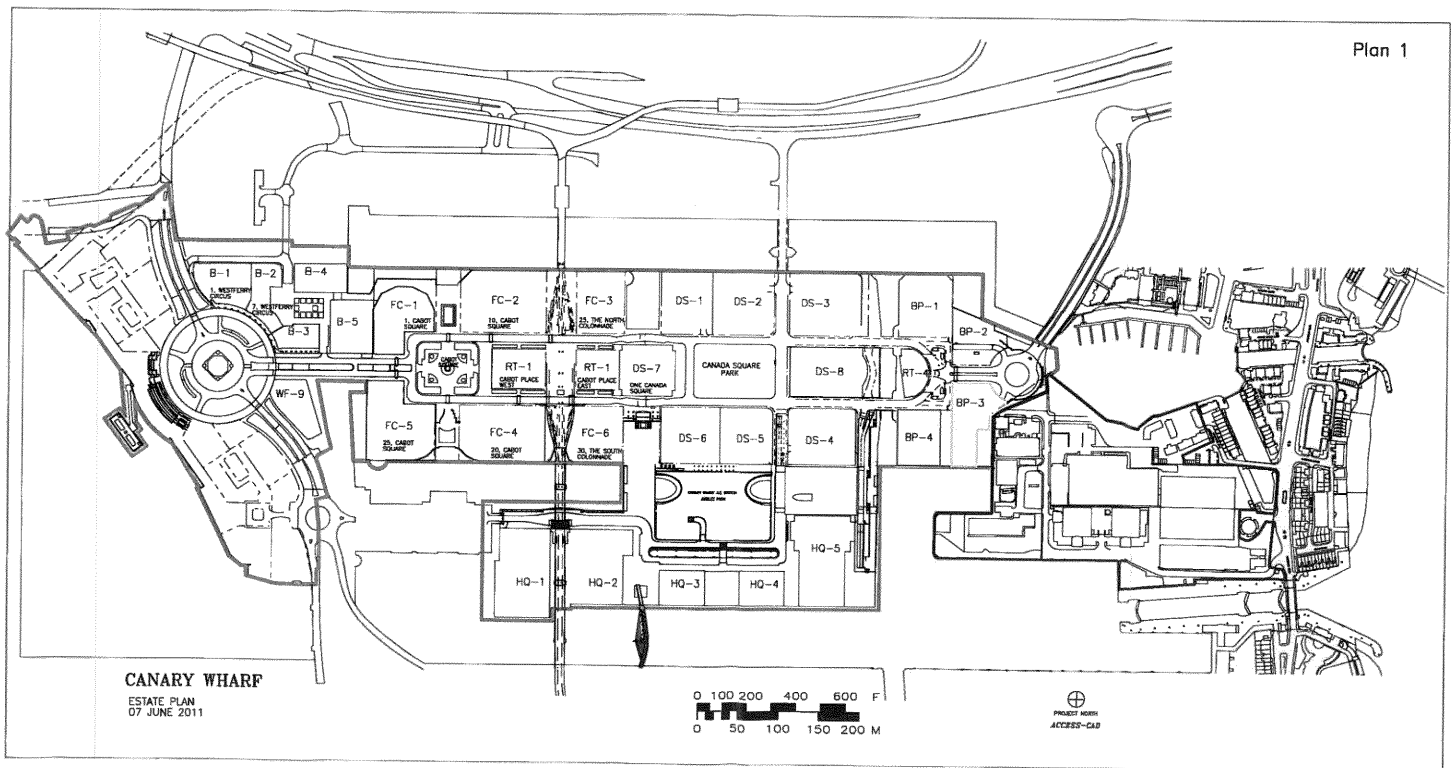 Plan 1
B-1
B-2
B-4
1, WESTFERRY
CIRCUS
7, WESTFERRY
CIRCUS
B-3
B-5
FC-1
1, CABOT
SQUARE
FC-2
10, CABOT
SQUARE
FC-3
25, THE NORTH
COLONNADE
DS-1
DS-2
DS-3
BP-1
BP-2
CABOT
RT-1
CABOT PLACE
WEST
RT-1
CABOT PLACE
EAST
DS-7
ONE CANADA
SQUARE
CANADA SQUARE
PARK
DS-8
RT-4
BP-3
WF-9
FC-5
25, CABOT
SQUARE
FC-4
20, CABOT
SQUARE
FC-6
30, THE SOUTH
COLONNADE
DS-6
DS-5
DS-4
BP-4
JUBILEE PARK
HQ-1
HQ-2
HQ-3
HQ-4
HQ-5
CANARY WHARF
ESTATE PLAN
07 JUNE 2011
0 100 200 400 600 F
0 50 100 150 200 M
PROJECT NORTH
ACCESS-CAD